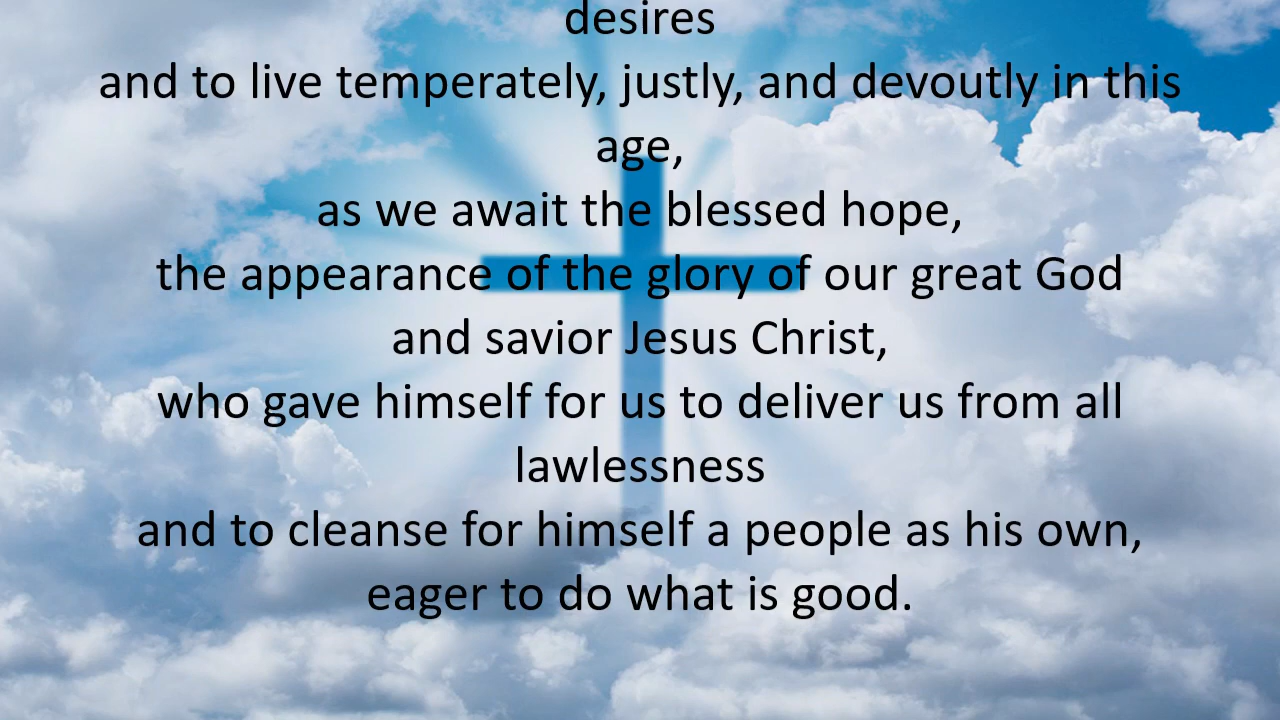 desires
and to live temperately, justly, and devoutly in this
age,
as we await the blessed hope,
the appearance of the glory of our great God
and savior Jesus Christ,
who gave himself for us to deliver us from all
lawlessness
and to cleanse for himself a people as his own,
eager to do what is good.